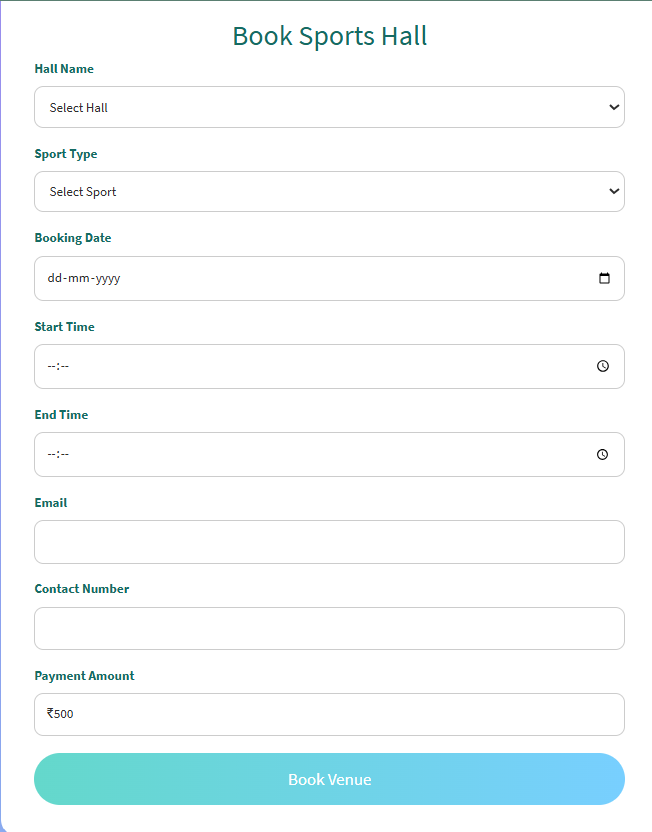 Book Sports Hall
Hall Name
Select Hall
Sport Type
Select Sport
Booking Date
dd-mm-yyyy
Start Time
--:--
End Time
--:--
Email
Contact Number
Payment Amount
₹500
Book Venue